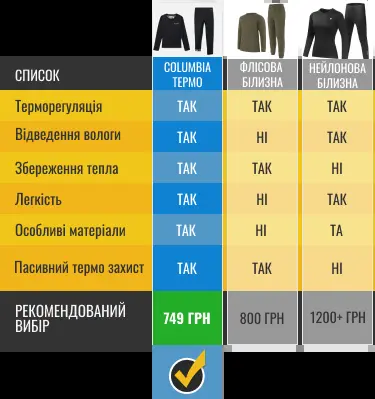 СПИСОК
COLUMBIA
ТЕРМО
ФЛІСОВА
БІЛИЗНА
НЕЙЛОНОВА
БІЛИЗНА
Терморегуляція ТАК ТАК ТАК
Відведення вологи ТАК НІ ТАК
Збереження тепла ТАК ТАК НІ
Легкість ТАК НІ ТАК
Особливі матеріали ТАК НІ ТА
Пасивний термо захист ТАК ТАК НІ
РЕКОМЕНДОВАНИЙ
ВИБІР
749 ГРН 800 ГРН 1200+ ГРН